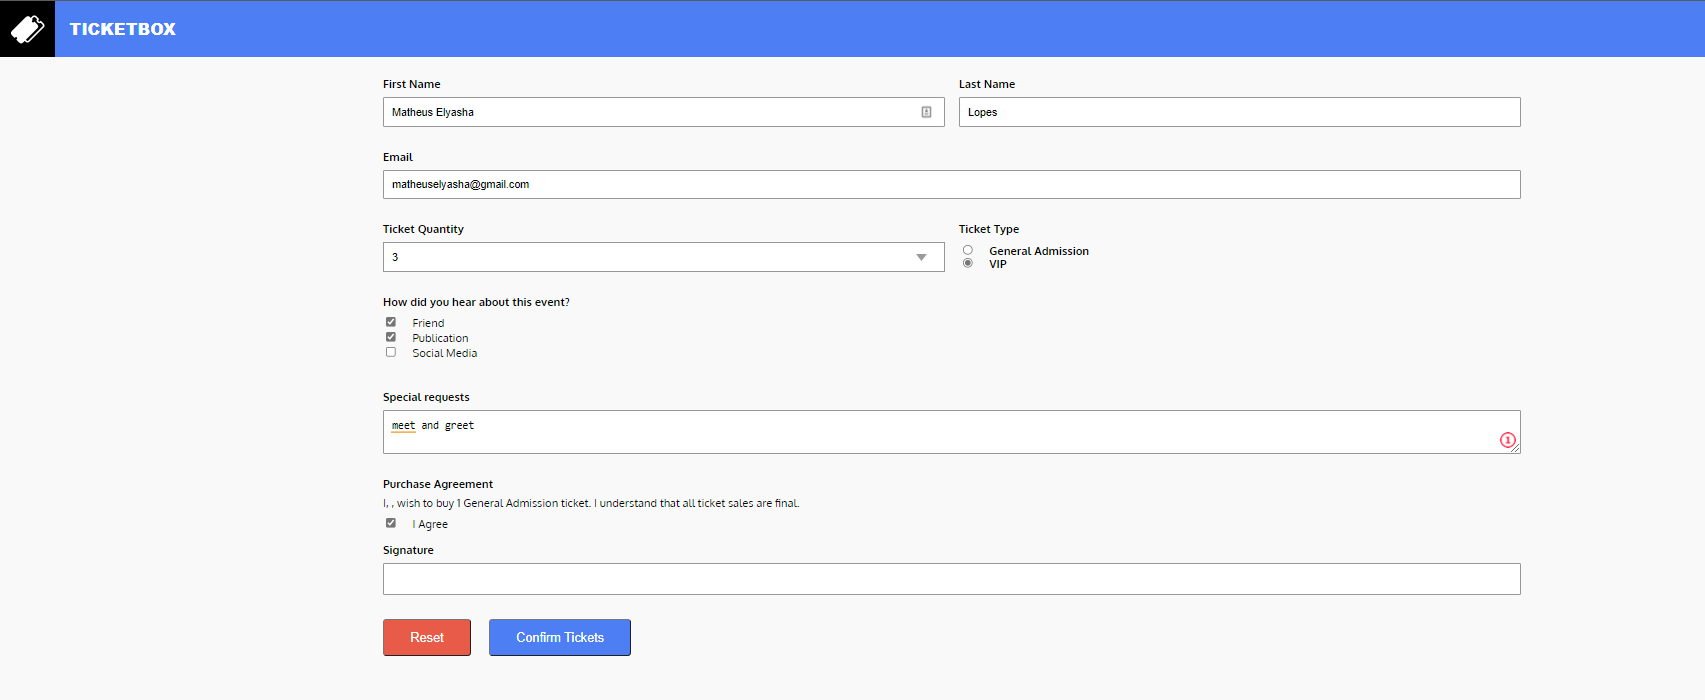 TICKETBOX
First Name
Last Name
Matheus Elyasha
Lopes
Email
matheuselyasha@gmail.com
Ticket Quantity
Ticket Type
3
General Admission
VIP
How did you hear about this event?
Friend
Publication
Social Media
Special requests
meet and greet
1
Purchase Agreement
I, , wish to buy 1 General Admission ticket. I understand that all ticket sales are final.
I Agree
Signature
Reset
Confirm Tickets